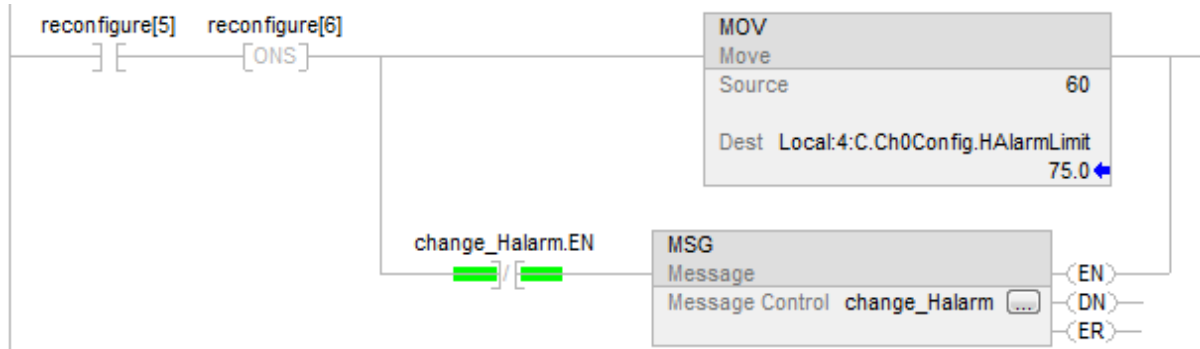 reconfigure[5] reconfigure[6]
ONS
MOV
Move
Source 60
Dest Local:4:C.Ch0Config.HAlarmLimit
75.0
change_Halarm.EN
MSG
Message
Message Control change_Halarm ...
EN
DN
ER